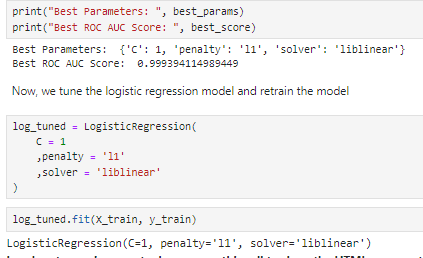 print("Best Parameters: ", best_params)
print("Best ROC AUC Score: ", best_score)
Best Parameters:  {'C': 1, 'penalty': 'l1', 'solver': 'liblinear'}
Best ROC AUC Score:  0.999394114989449
Now, we tune the logistic regression model and retrain the model
log_tuned = LogisticRegression(
    C = 1
    ,penalty = 'l1'
    ,solver = 'liblinear'
)
log_tuned.fit(X_train, y_train)
LogisticRegression(C=1, penalty='l1', solver='liblinear')